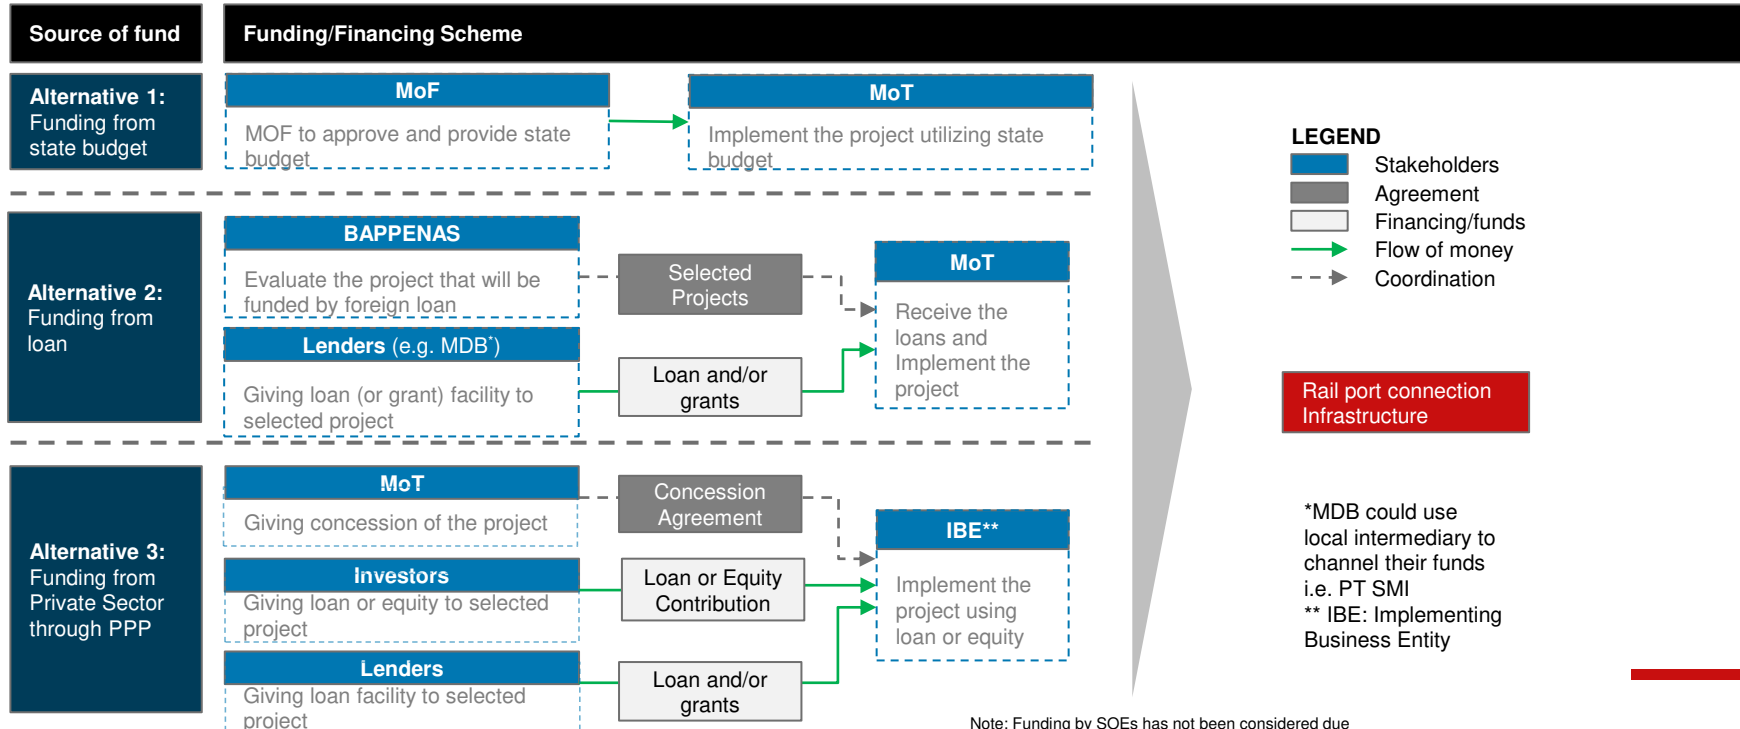 Source of fund
Funding/Financing Scheme
Alternative 1:
Funding from
state budget
MoF
MOF to approve and provide state
budget
MoT
Implement the project utilizing state
budget
Alternative 2:
Funding from
loan
BAPPENAS
Evaluate the project that will be
funded by foreign loan
Lenders (e.g. MDB*)
Giving loan (or grant) facility to
selected project
Selected
Projects
Loan and/or
grants
MoT
Receive the
loans and
Implement the
project
Alternative 3:
Funding from
Private Sector
through PPP
MoT
Giving concession of the project
Investors
Giving loan or equity to selected
project
Lenders
Giving loan facility to selected
project
Concession
Agreement
Loan or Equity
Contribution
Loan and/or
grants
IBE**
Implement the
project using
loan or equity
LEGEND
Stakeholders
Agreement
Financing/funds
Flow of money
Coordination
Rail port connection
Infrastructure
*MDB could use
local intermediary to
channel their funds
i.e. PT SMI
** IBE: Implementing
Business Entity
Note: Funding by SOEs has not been considered due